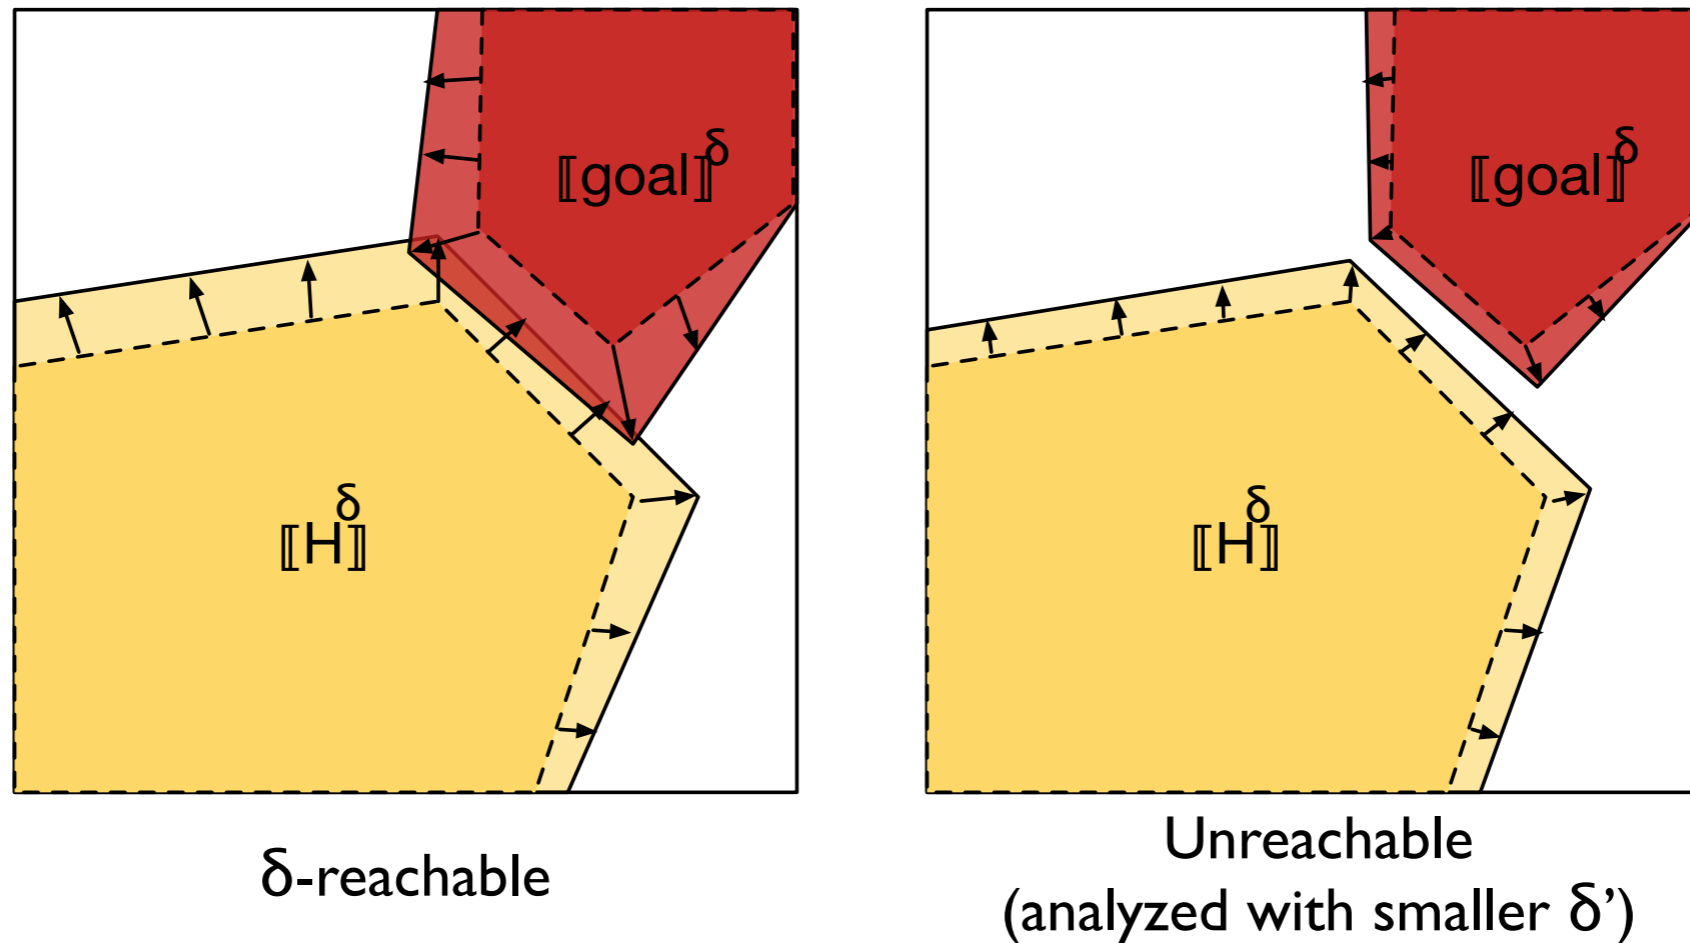 ⟦goal⟧δ
⟦goal⟧δ
⟦H⟧δ
⟦H⟧δ
δ-reachable
Unreachable
(analyzed with smaller δ’)